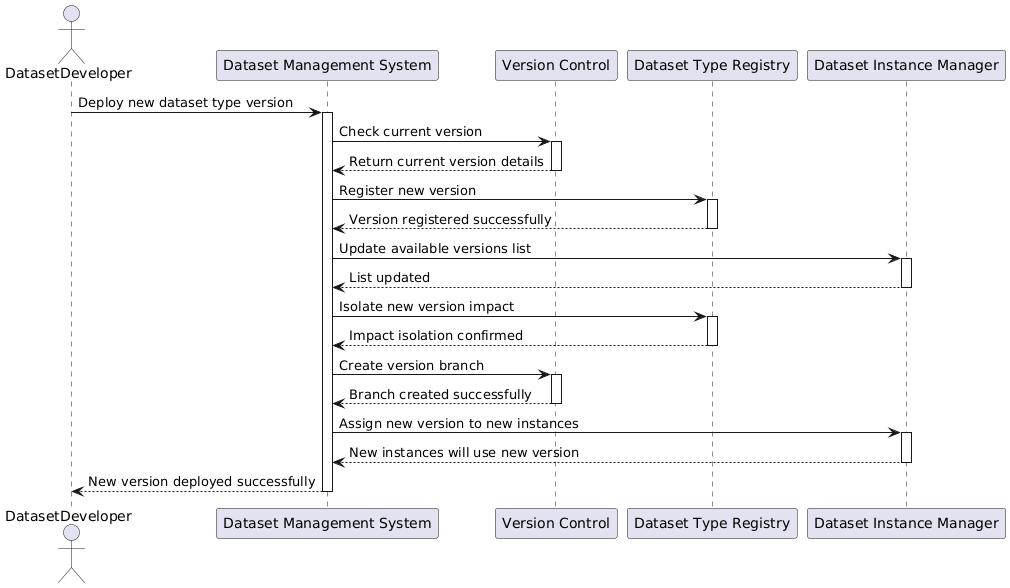 DatasetDeveloper
Dataset Management System
Version Control
Dataset Type Registry
Dataset Instance Manager
Deploy new dataset type version
Check current version
Return current version details
Register new version
Version registered successfully
Update available versions list
List updated
Isolate new version impact
Impact isolation confirmed
Create version branch
Branch created successfully
Assign new version to new instances
New instances will use new version
New version deployed successfully
DatasetDeveloper
Dataset Management System
Version Control
Dataset Type Registry
Dataset Instance Manager